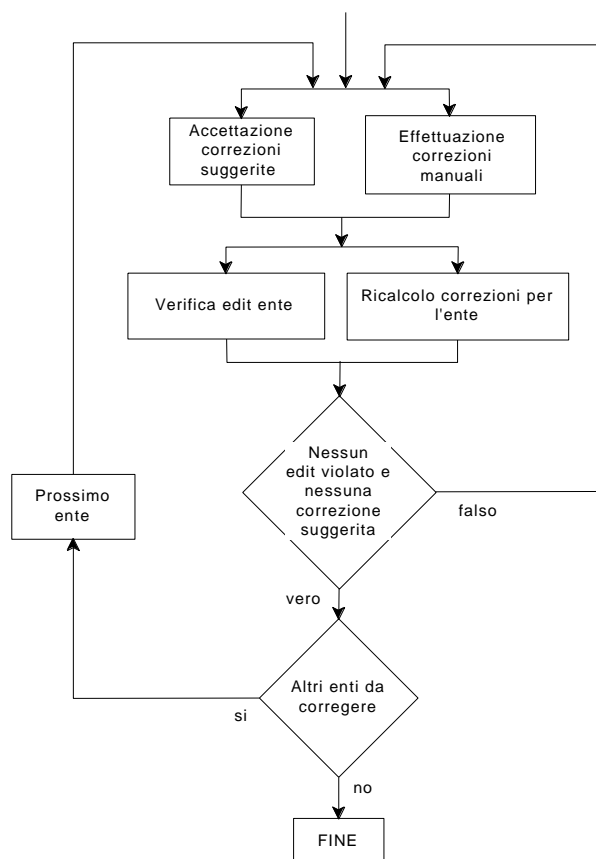 Accettazione
correzioni
suggerite
Effettuazione
correzioni
manuali
Verifica edit ente
Ricalcolo correzioni per
l'ente
Nessun
edit violato e
nessuna
correzione
suggerita
falso
Prossimo
ente
vero
Altri enti da
corregere
si
no
FINE